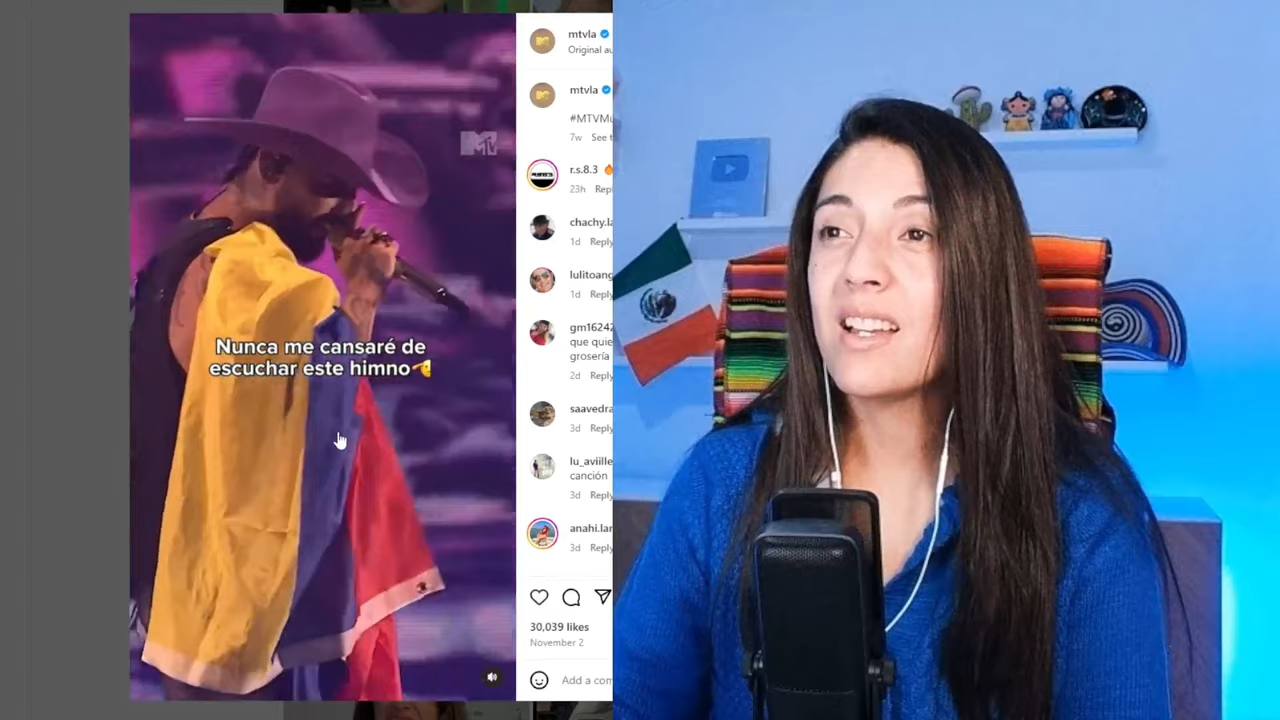 Nunca me cansaré de
escuchar este himno
MTV
mtvla
Original au
mtvla
#MTVMu
7w See t
r.s.8.3
23h Repl
chachy.la
1d Reply
lulitoang
1d Reply
gm16242
que quie
grosería
2d Reply
saavedra
3d Reply
lu_aviille
canción
3d Reply
anahi.lar
3d Reply
30,039 likes
November 2
Add a com